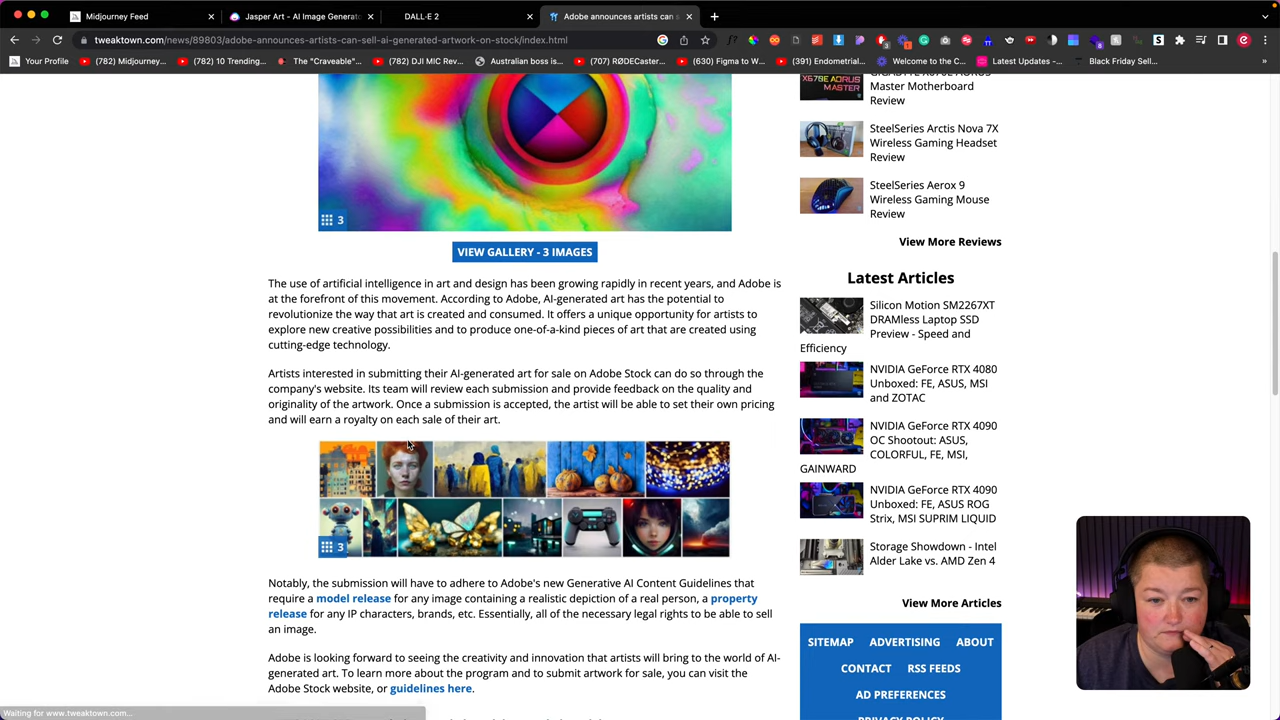 Midjourney Feed
Jasper Art - AI Image Generato
DALL·E 2
Adobe announces artists can s
tweaktown.com/news/89803/adobe-announces-artists-can-sell-ai-generated-artwork-on-stock/index.html
Your Profile
(782) Midjourney...
(782) 10 Trending...
The *Craveable*...
(782) DJI MIC Rev...
Australian boss is...
(707) RØDECaster...
(630) Figma to W...
(391) Endometrial...
Welcome to the C...
Latest Updates -...
Black Friday Sell...
»
3
VIEW GALLERY - 3 IMAGES
The use of artificial intelligence in art and design has been growing rapidly in recent years, and Adobe is
at the forefront of this movement. According to Adobe, AI-generated art has the potential to
revolutionize the way that art is created and consumed. It offers a unique opportunity for artists to
explore new creative possibilities and to produce one-of-a-kind pieces of art that are created using
cutting-edge technology.
Artists interested in submitting their AI-generated art for sale on Adobe Stock can do so through the
company's website. Its team will review each submission and provide feedback on the quality and
originality of the artwork. Once a submission is accepted, the artist will be able to set their own pricing
and will earn a royalty on each sale of their art.
3
Notably, the submission will have to adhere to Adobe's new Generative AI Content Guidelines that
require a model release for any image containing a realistic depiction of a real person, a property
release for any IP characters, brands, etc. Essentially, all of the necessary legal rights to be able to sell
an image.
Adobe is looking forward to seeing the creativity and innovation that artists will bring to the world of AI-
generated art. To learn more about the program and to submit artwork for sale, you can visit the
Adobe Stock website, or guidelines here.
Waiting for www.tweaktown.com...
GIGABYTE X670E AORUS
Master Motherboard
Review
SteelSeries Arctis Nova 7X
Wireless Gaming Headset
Review
SteelSeries Aerox 9
Wireless Gaming Mouse
Review
View More Reviews
Latest Articles
Silicon Motion SM2267XT
DRAMless Laptop SSD
Preview - Speed and
Efficiency
NVIDIA GeForce RTX 4080
Unboxed: FE, ASUS, MSI
and ZOTAC
NVIDIA GeForce RTX 4090
OC Shootout: ASUS,
COLORFUL, FE, MSI,
GAINWARD
NVIDIA GeForce RTX 4090
Unboxed: FE, ASUS ROG
Strix, MSI SUPRIM LIQUID
Storage Showdown - Intel
Alder Lake vs. AMD Zen 4
View More Articles
SITEMAP ADVERTISING ABOUT
CONTACT RSS FEEDS
AD PREFERENCES
PRIVACY POLICY